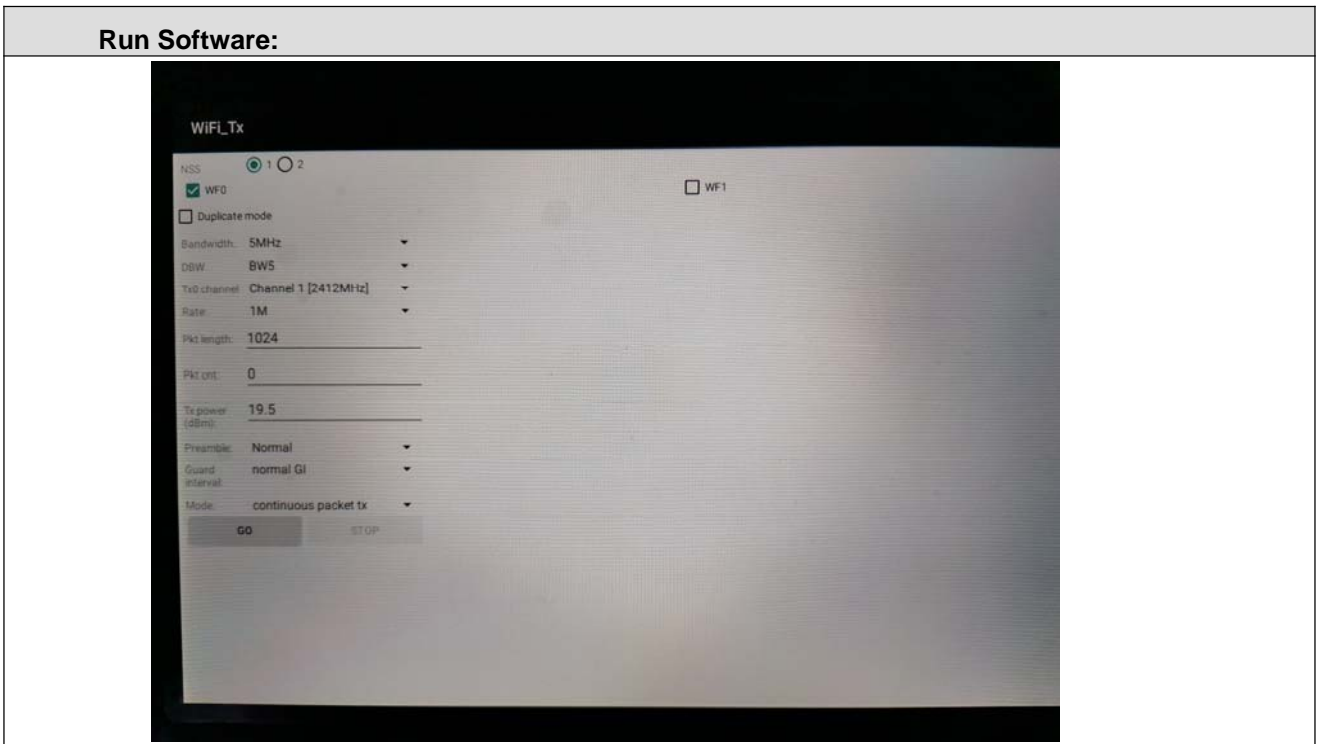 Run Software:
WiFi_Tx
NSS 1 2
WF0 WF1
Duplicate mode
Bandwidth: 5MHz
DBW: BW5
Tx0 channel Channel 1 [2412MHz]
Rate: 1M
Pkt length: 1024
Pkt cnt: 0
Tx power 19.5
(dBm):
Preamble: Normal
Guard normal GI
interval:
Mode: continuous packet tx
GO STOP